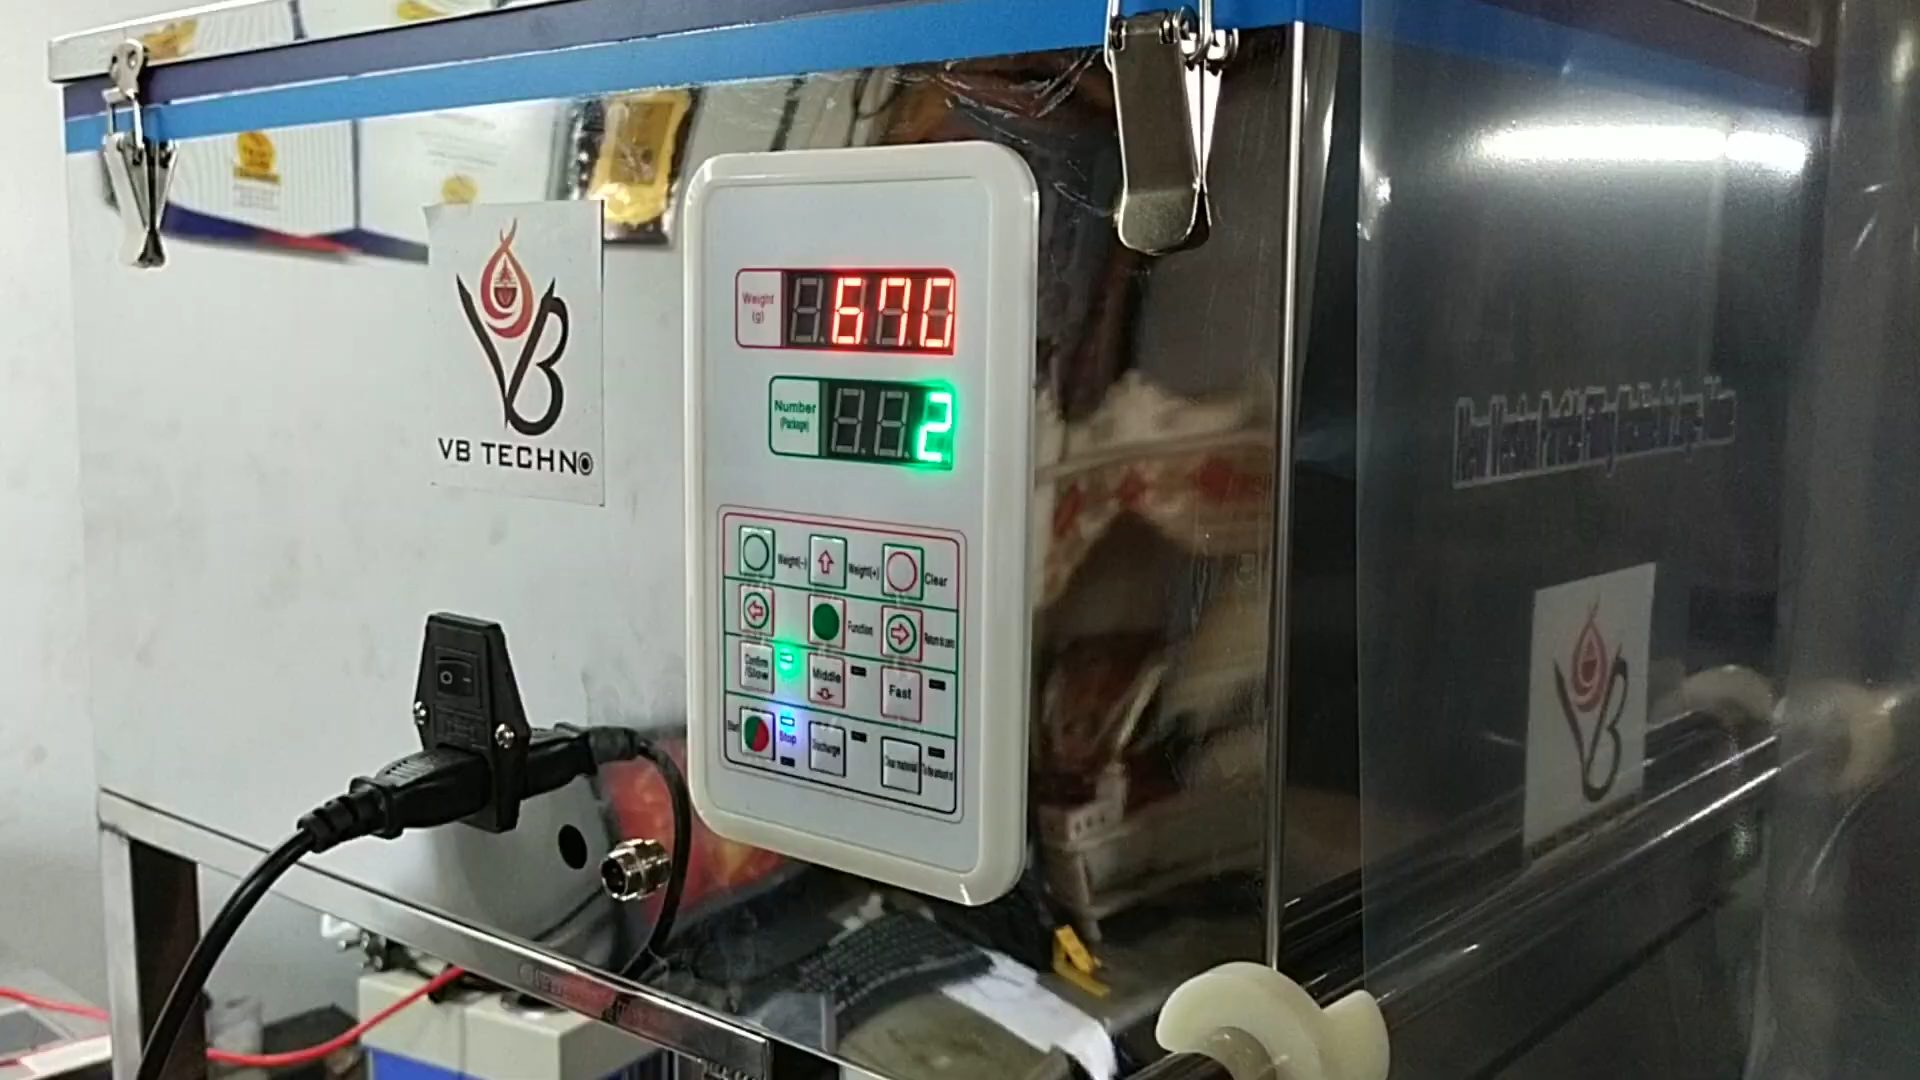 VB TECHNO
Weight
(g)
670
Number
(Package)
2
Weight(-)
Weight(+)
Clear
Function
Return to zero
Confirm
/Slow
Middle
Fast
Start
Stop
Discharge
Clear material
VB